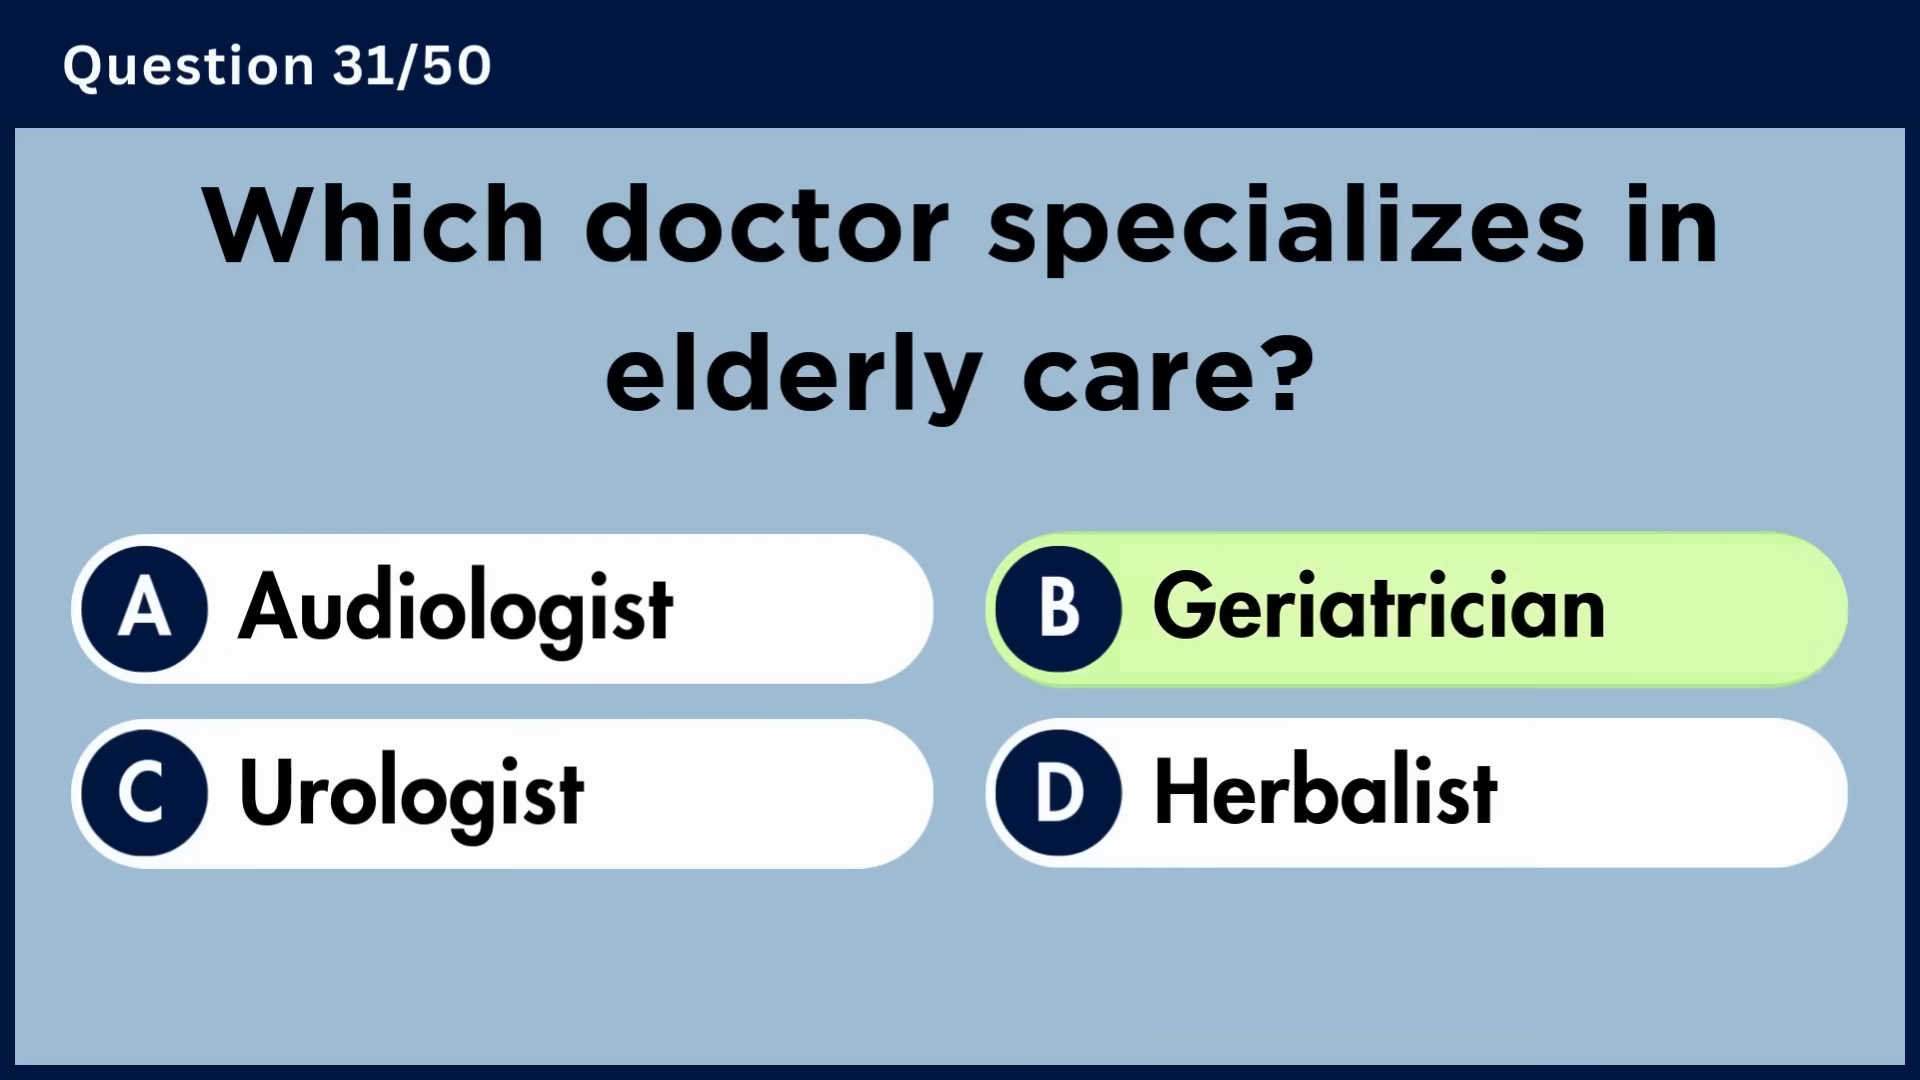 Question 31/50
Which doctor specializes in
elderly care?
A Audiologist
B Geriatrician
C Urologist
D Herbalist